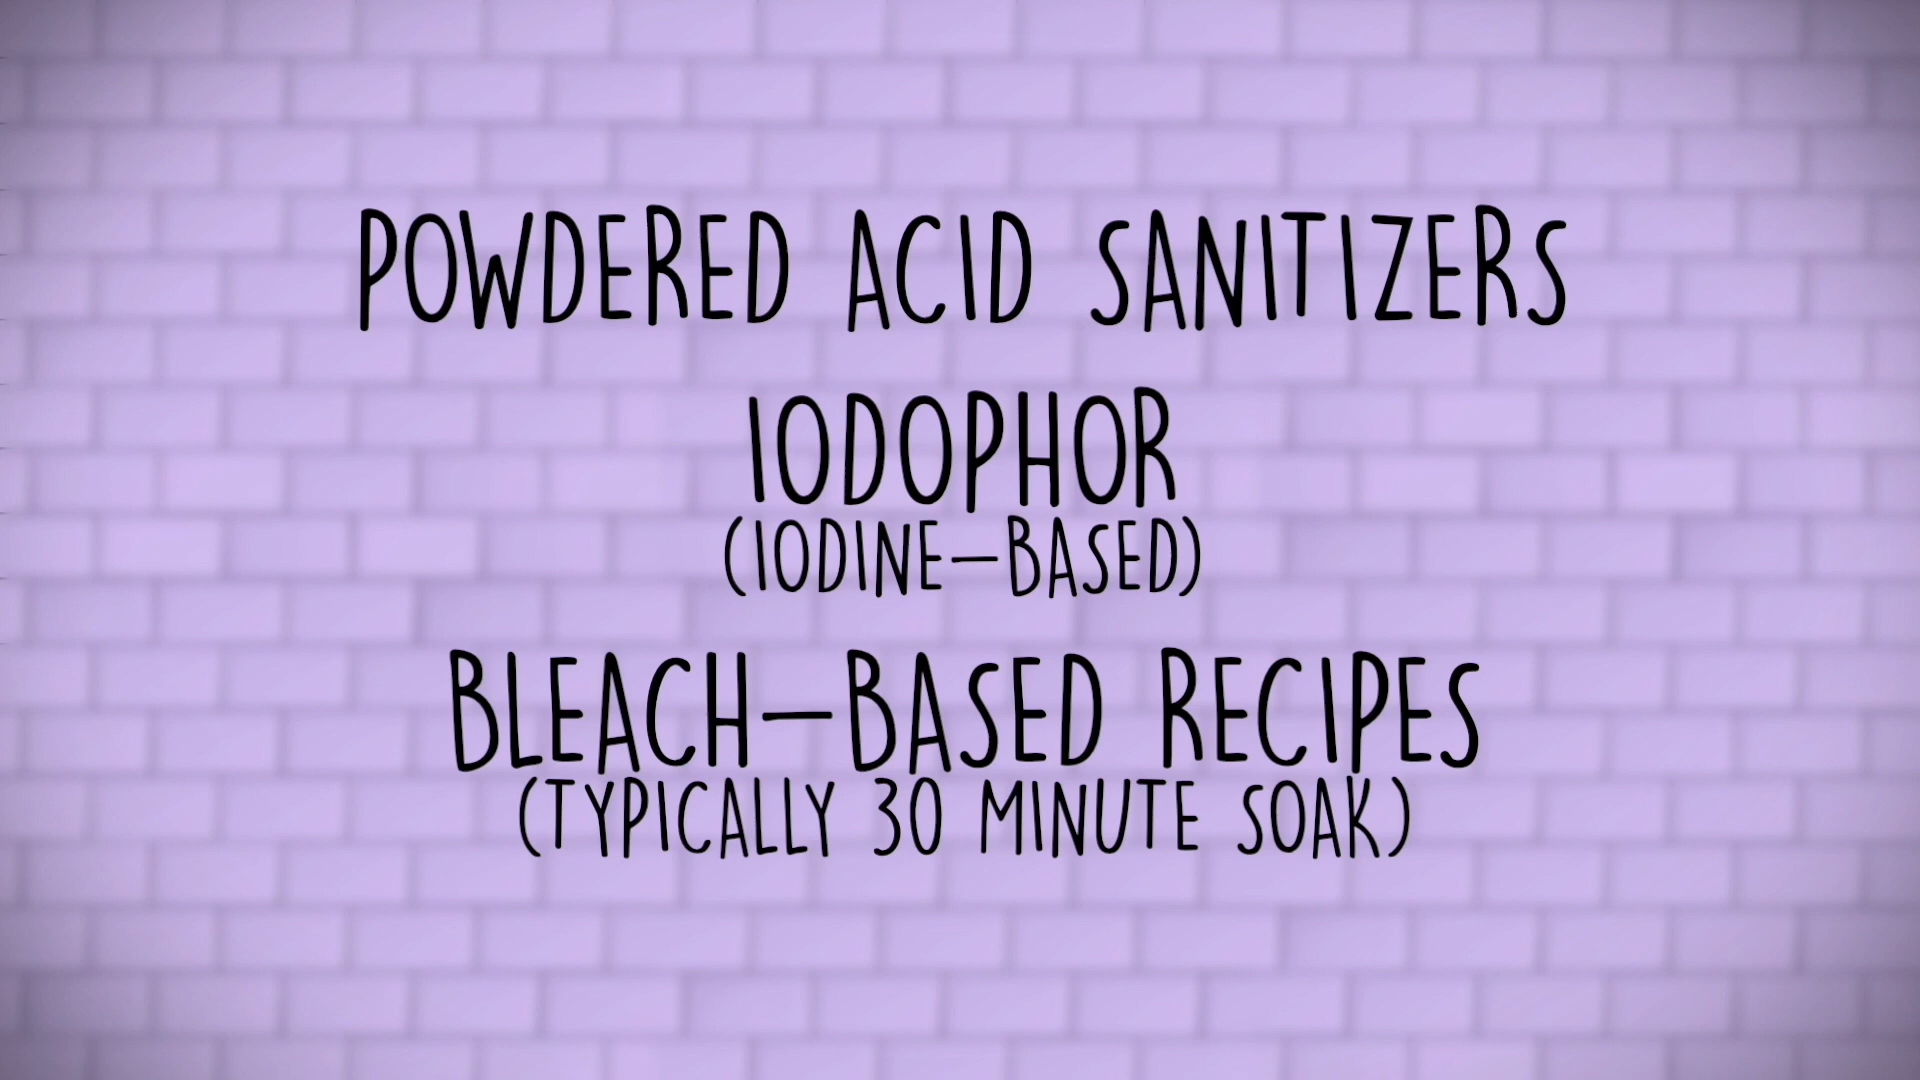 POWDERED ACID SANITIZERS
IODOPHOR
(IODINE–BASED)
BLEACH–BASED RECIPES
(TYPICALLY 30 MINUTE SOAK)